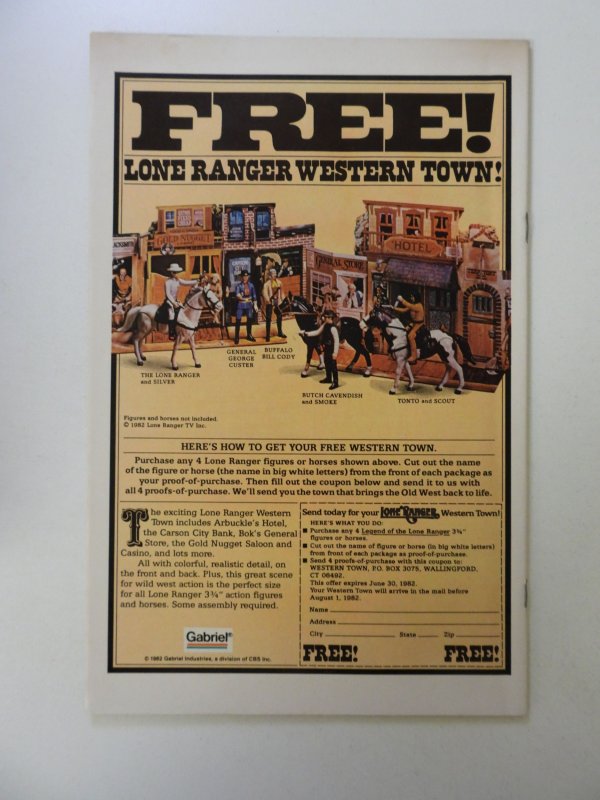 FREE!
LONE RANGER WESTERN TOWN!
GOLD NUGGET
GENERAL STORE
HOTEL
THE LONE RANGER
and SILVER
GENERAL
GEORGE
CUSTER
BUFFALO
BILL CODY
BUTCH CAVENDISH
and SMOKE
TONTO and SCOUT
Figures and horses not included.
© 1982 Lone Ranger TV Inc.
HERE'S HOW TO GET YOUR FREE WESTERN TOWN.
Purchase any 4 Lone Ranger figures or horses shown above. Cut out the name
of the figure or horse (the name in big white letters) from the front of each package as
your proof-of-purchase. Then fill out the coupon below and send it to us with
all 4 proofs-of-purchase. We'll send you the town that brings the Old West back to life.
The exciting Lone Ranger Western
Town includes Arbuckle's Hotel,
the Carson City Bank, Bok's General
Store, the Gold Nugget Saloon and
Casino, and lots more.
All with colorful, realistic detail, on
the front and back. Plus, this great scene
for wild west action is the perfect size
for all Lone Ranger 3¾" action figures
and horses. Some assembly required.
Gabriel®
© 1982 Gabriel Industries, a division of CBS Inc.
Send today for your LONE RANGER Western Town!
HERE'S WHAT YOU DO:
■ Purchase any 4 Legend of the Lone Ranger 3¾"
figures or horses.
■ Cut out the name of figure or horse (in big white letters)
from front of each package as proof-of-purchase.
■ Send 4 proofs-of-purchase with this coupon to:
WESTERN TOWN, P.O. BOX 3075, WALLINGFORD,
CT 06492.
This offer expires June 30, 1982.
Your Western Town will arrive in the mail before
August 1, 1982.
Name
Address
City State Zip
FREE! FREE!